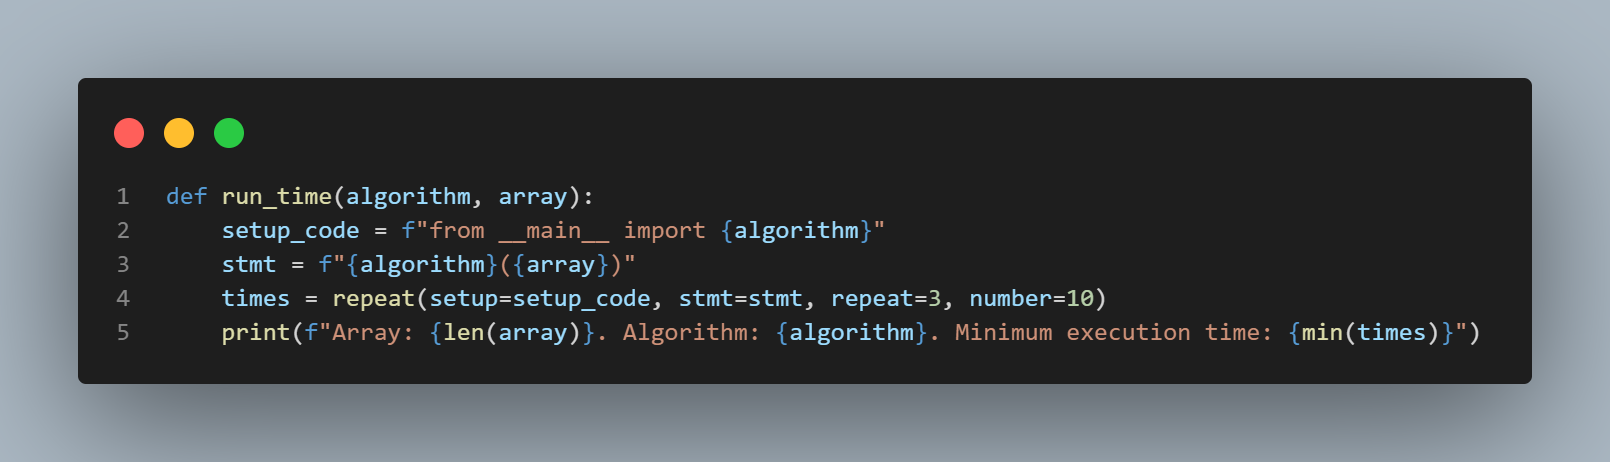 1 def run_time(algorithm, array):
2     setup_code = f"from __main__ import {algorithm}"
3     stmt = f"{algorithm}({array})"
4     times = repeat(setup=setup_code, stmt=stmt, repeat=3, number=10)
5     print(f"Array: {len(array)}. Algorithm: {algorithm}. Minimum execution time: {min(times)}")